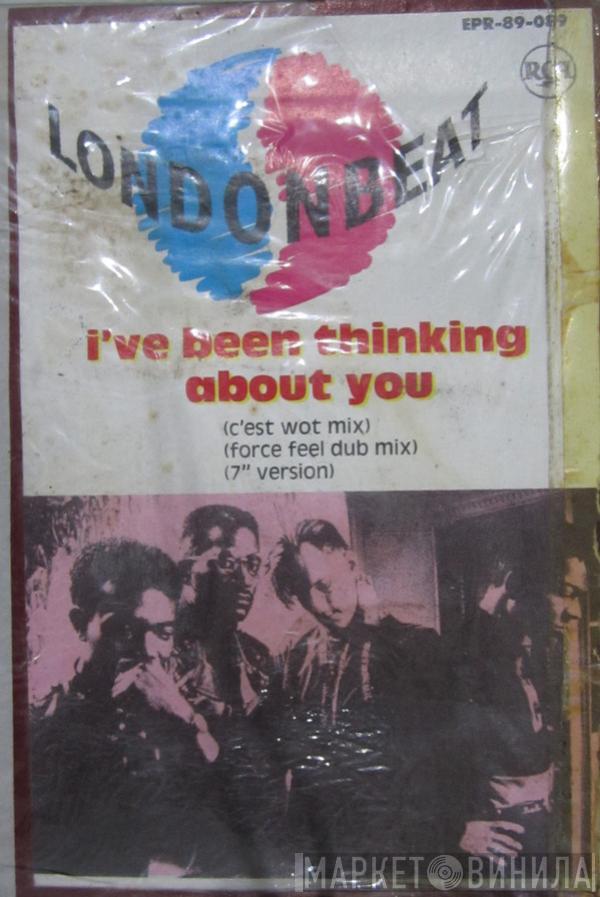 EPR-89-089
RCA
LONDONBEAT
i've been thinking
about you
(c'est wot mix)
(force feel dub mix)
(7" version)
МАРКЕТ ВИНИЛА